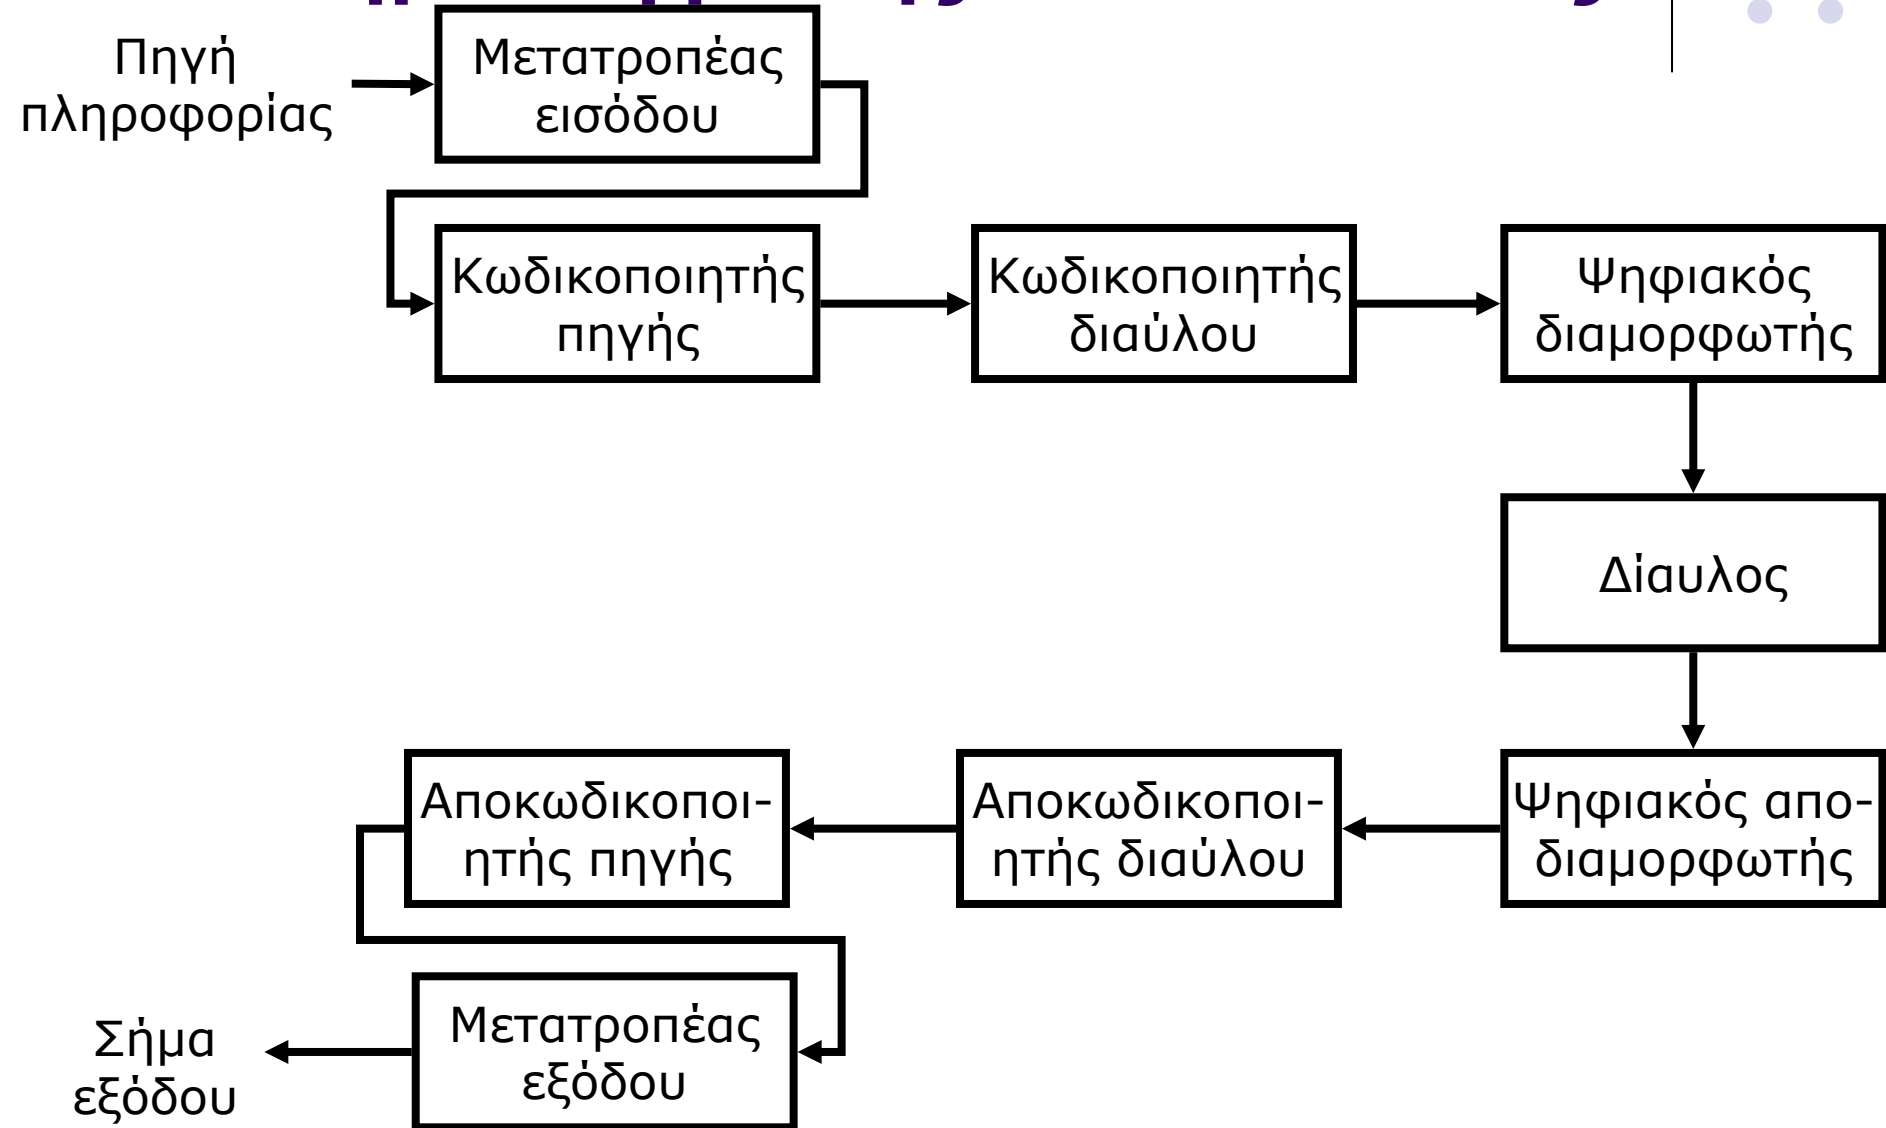 Πηγή
πληροφορίας
Μετατροπέας
εισόδου
Κωδικοποιητής
πηγής
Κωδικοποιητής
διαύλου
Ψηφιακός
διαμορφωτής
Δίαυλος
Ψηφιακός απο-
διαμορφωτής
Αποκωδικοποι-
ητής διαύλου
Αποκωδικοποι-
ητής πηγής
Μετατροπέας
εξόδου
Σήμα
εξόδου